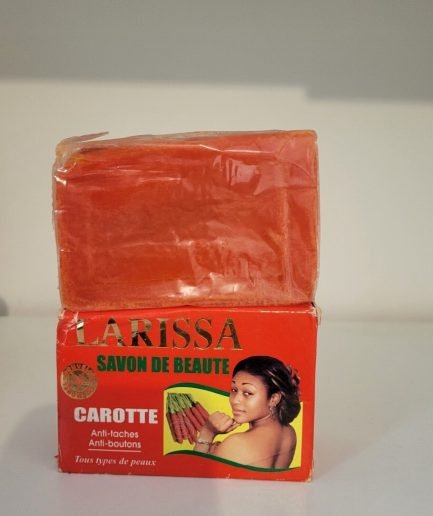 LARISSA
SAVON DE BEAUTE
CAROTTE
Anti-taches
Anti-boutons
Tous types de peaux